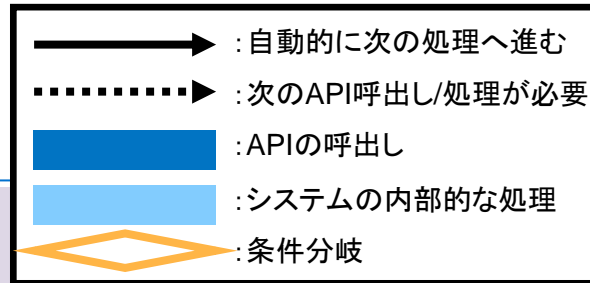 :自動的に次の処理へ進む
:次のAPI呼出し/処理が必要
:APIの呼出し
:システムの内部的な処理
:条件分岐